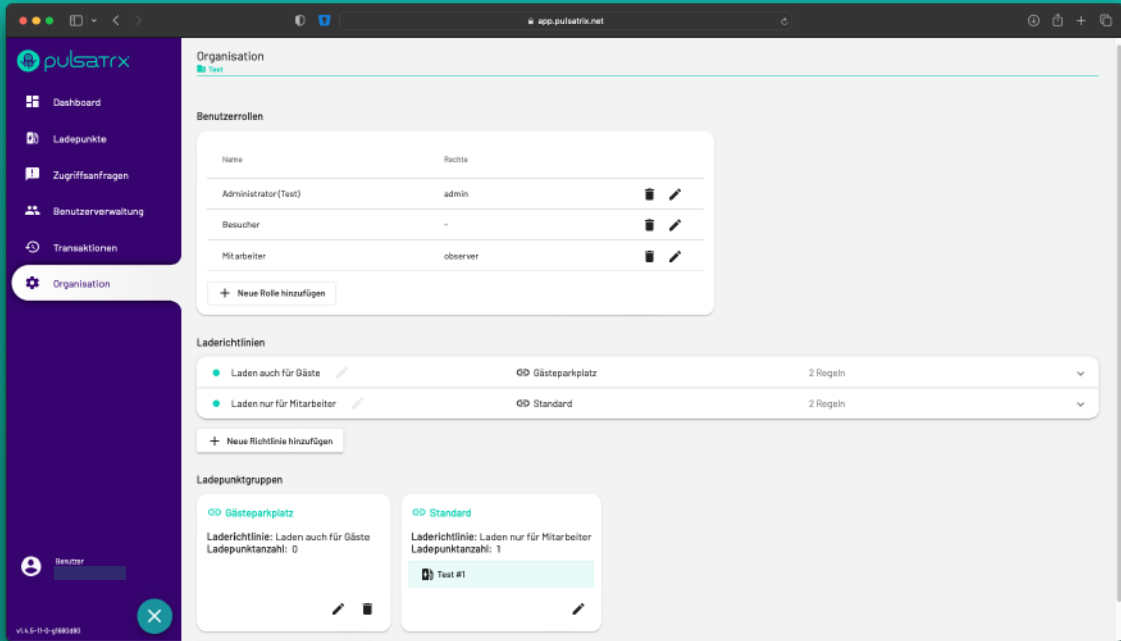 app.pulsatrix.net
pulsatrix
Dashboard
Ladepunkte
Zugriffsanfragen
Benutzerverwaltung
Transaktionen
Organisation
Benutzer
Organisation
Test
Benutzerrollen
Name Rechte
Administrator (Test) admin
Besucher -
Mitarbeiter observer
+ Neue Rolle hinzufügen
Laderichtlinien
Laden auch für Gäste Gästeparkplatz 2 Regeln
Laden nur für Mitarbeiter Standard 2 Regeln
+ Neue Richtlinie hinzufügen
Ladepunktgruppen
Gästeparkplatz
Laderichtlinie: Laden auch für Gäste
Ladepunktanzahl: 0
Standard
Laderichtlinie: Laden nur für Mitarbeiter
Ladepunktanzahl: 1
Test #1